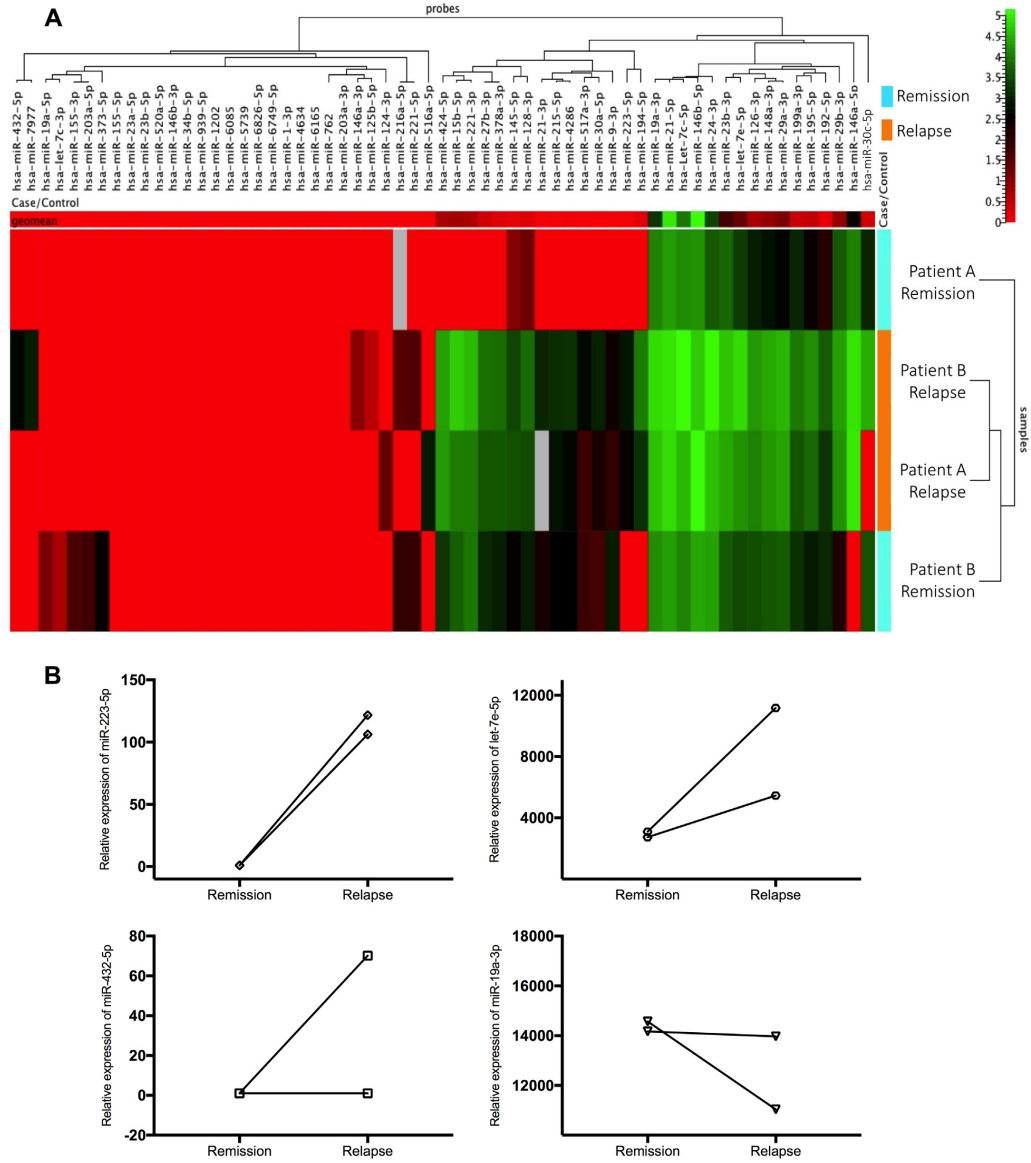 A
probes
hsa-miR-432-5p
hsa-miR-7977
hsa-miR-19a-5p
hsa-let-7c-3p
hsa-miR-155-3p
hsa-miR-203a-5p
hsa-miR-373-5p
hsa-miR-155-5p
hsa-miR-23a-5p
hsa-miR-23b-5p
hsa-miR-520a-5p
hsa-miR-146b-3p
hsa-miR-34b-5p
hsa-miR-939-5p
hsa-miR-1202
hsa-miR-6085
hsa-miR-5739
hsa-miR-6826-5p
hsa-miR-6749-5p
hsa-miR-1-3p
hsa-miR-4634
hsa-miR-6165
hsa-miR-762
hsa-miR-203a-3p
hsa-miR-146a-3p
hsa-miR-125b-5p
hsa-miR-124-3p
hsa-miR-216a-5p
hsa-miR-221-5p
hsa-miR-516a-5p
hsa-miR-424-5p
hsa-miR-15b-5p
hsa-miR-221-3p
hsa-miR-27b-3p
hsa-miR-378a-3p
hsa-miR-145-5p
hsa-miR-128-3p
hsa-miR-21-3p
hsa-miR-215-5p
hsa-miR-4286
hsa-miR-517a-3p
hsa-miR-30a-5p
hsa-miR-9-3p
hsa-miR-223-5p
hsa-miR-194-5p
hsa-miR-19a-3p
hsa-miR-21-5p
hsa-Let-7c-5p
hsa-miR-146b-5p
hsa-miR-24-3p
hsa-miR-23b-3p
hsa-let-7e-5p
hsa-miR-126-3p
hsa-miR-148a-3p
hsa-miR-29a-3p
hsa-miR-199a-3p
hsa-miR-195-5p
hsa-miR-192-5p
hsa-miR-29b-3p
hsa-miR-146a-5p
hsa-miR-30c-5p
5
4.5
4
3.5
3
2.5
2
1.5
1
0.5
0
Remission
Relapse
Case/Control
Case/Control
geomean
Patient A
Remission
Patient B
Relapse
Patient A
Relapse
Patient B
Remission
samples
B
Relative expression of miR-223-5p
150
100
50
0
Remission
Relapse
Relative expression of let-7e-5p
12000
8000
4000
Remission
Relapse
Relative expression of miR-432-5p
80
60
40
20
0
-20
Remission
Relapse
Relative expression of miR-19a-3p
18000
16000
14000
12000
Remission
Relapse